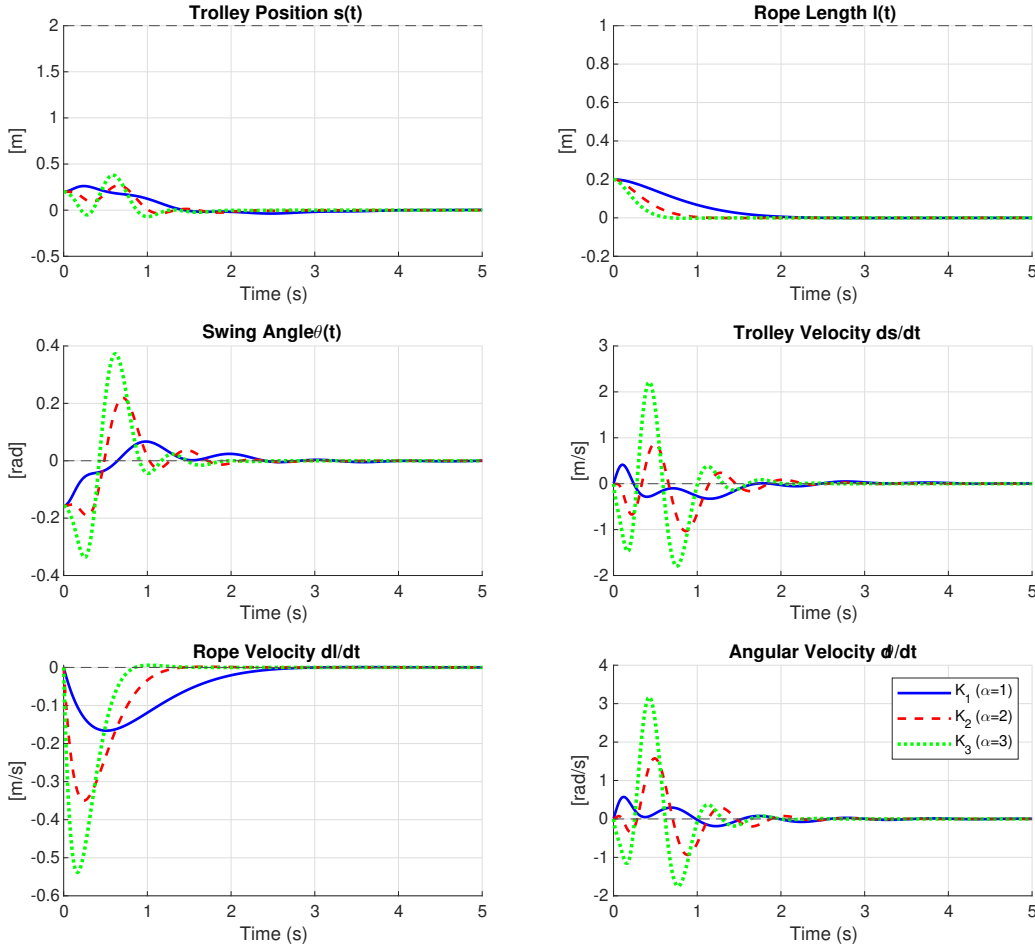 Trolley Position s(t)
[m]
2
1.5
1
0.5
0
-0.5
0 1 2 3 4 5
Time (s)
Rope Length l(t)
[m]
1
0.8
0.6
0.4
0.2
0
-0.2
0 1 2 3 4 5
Time (s)
Swing Angleθ(t)
[rad]
0.4
0.2
0
-0.2
-0.4
0 1 2 3 4 5
Time (s)
Trolley Velocity ds/dt
[m/s]
3
2
1
0
-1
-2
0 1 2 3 4 5
Time (s)
Rope Velocity dl/dt
[m/s]
0
-0.1
-0.2
-0.3
-0.4
-0.5
-0.6
0 1 2 3 4 5
Time (s)
Angular Velocity dθ/dt
[rad/s]
4
3
2
1
0
-1
-2
0 1 2 3 4 5
Time (s)
K1 (α=1)
K2 (α=2)
K3 (α=3)